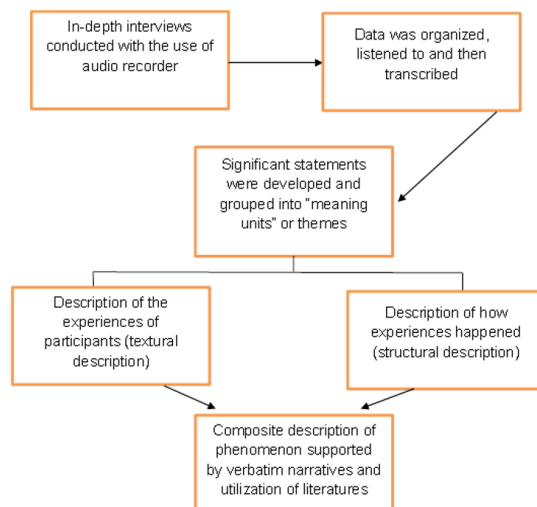 In-depth interviews
conducted with the use of
audio recorder
Data was organized,
listened to and then
transcribed
Significant statements
were developed and
grouped into "meaning
units" or themes
Description of the
experiences of
participants (textural
description)
Description of how
experiences happened
(structural description)
Composite description of
phenomenon supported
by verbatim narratives and
utilization of literatures